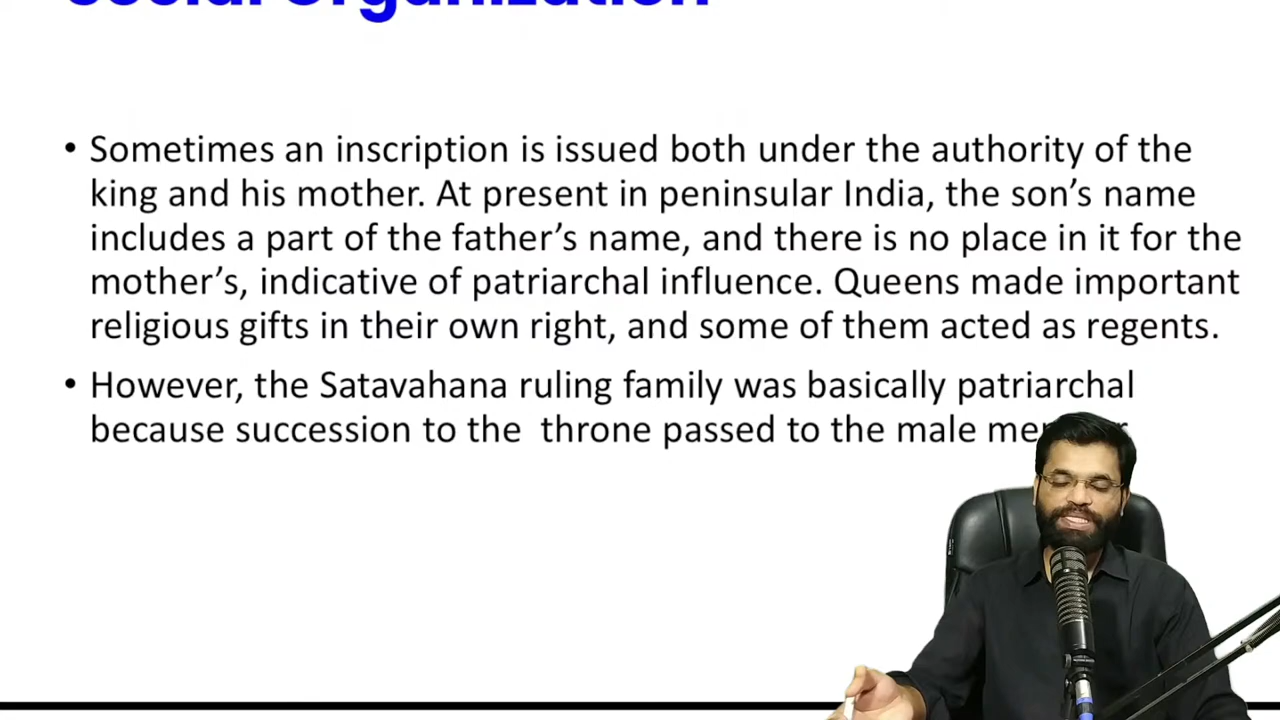 Social Organization
• Sometimes an inscription is issued both under the authority of the
king and his mother. At present in peninsular India, the son’s name
includes a part of the father’s name, and there is no place in it for the
mother’s, indicative of patriarchal influence. Queens made important
religious gifts in their own right, and some of them acted as regents.
• However, the Satavahana ruling family was basically patriarchal
because succession to the throne passed to the male